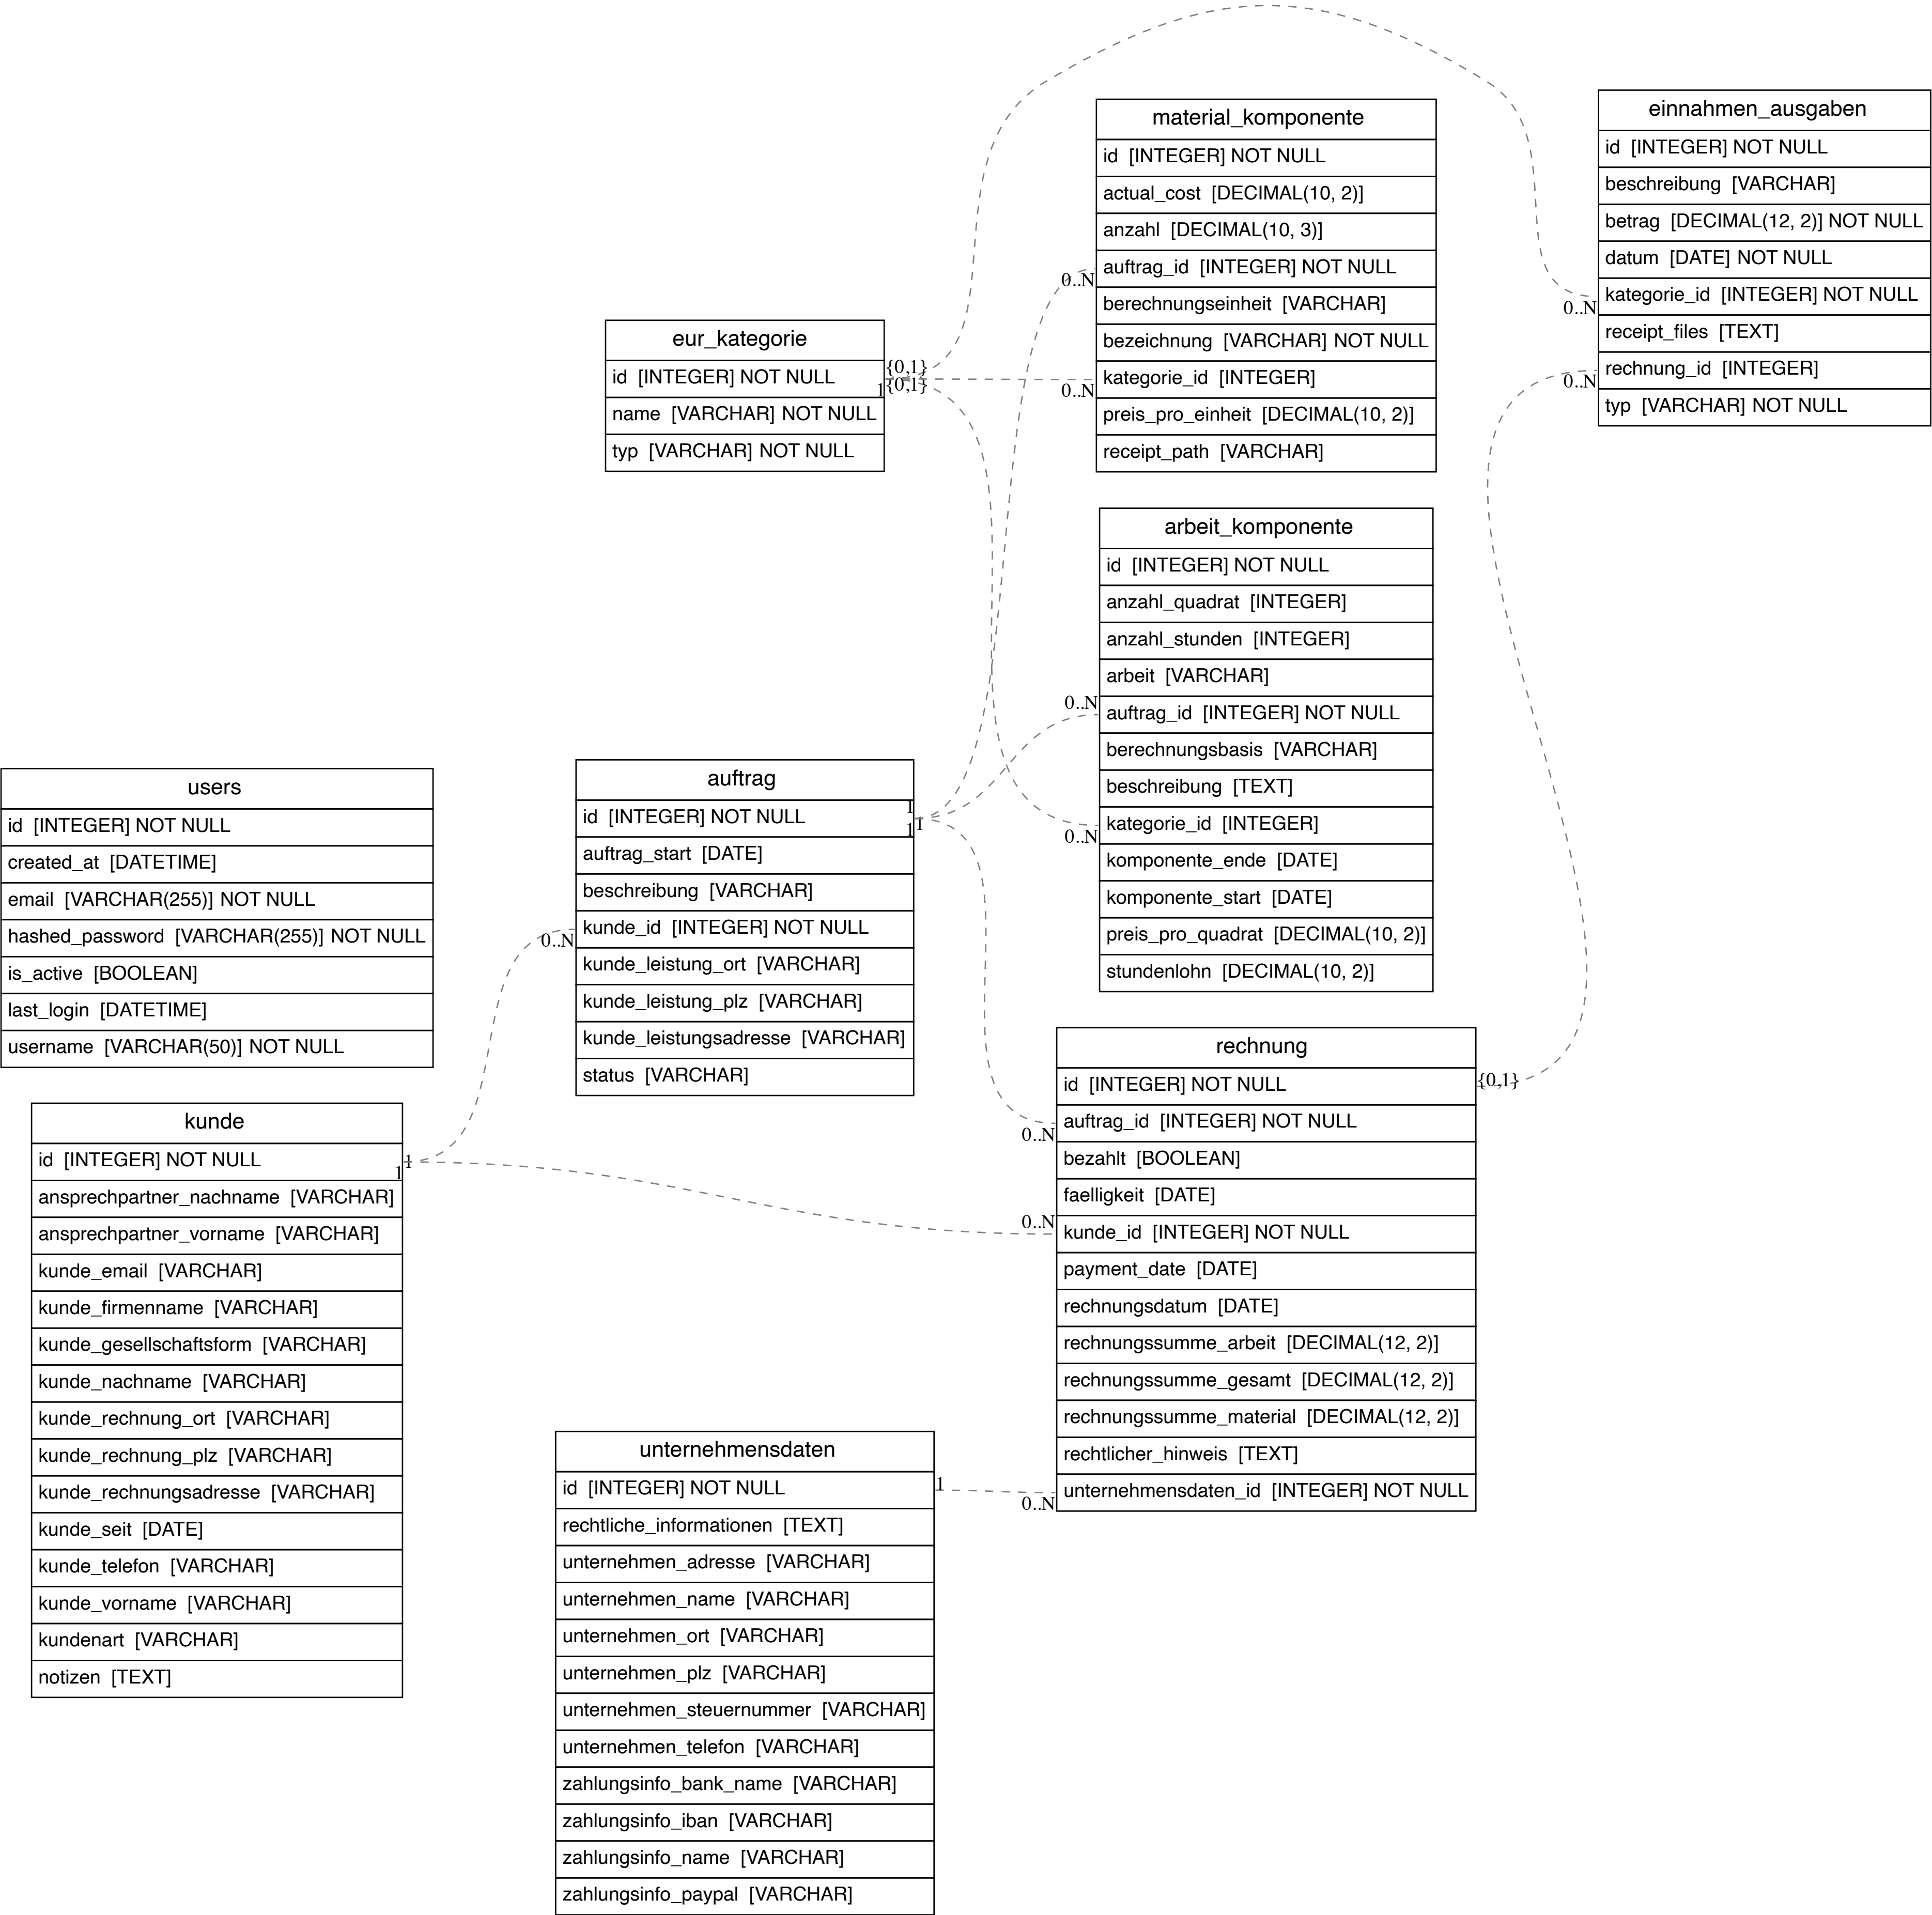 material_komponente
id [INTEGER] NOT NULL
actual_cost [DECIMAL(10, 2)]
anzahl [DECIMAL(10, 3)]
auftrag_id [INTEGER] NOT NULL
berechnungseinheit [VARCHAR]
bezeichnung [VARCHAR] NOT NULL
kategorie_id [INTEGER]
preis_pro_einheit [DECIMAL(10, 2)]
receipt_path [VARCHAR]
0..N
0..N
einnahmen_ausgaben
id [INTEGER] NOT NULL
beschreibung [VARCHAR]
betrag [DECIMAL(12, 2)] NOT NULL
datum [DATE] NOT NULL
kategorie_id [INTEGER] NOT NULL
receipt_files [TEXT]
rechnung_id [INTEGER]
typ [VARCHAR] NOT NULL
0..N
0..N
eur_kategorie
id [INTEGER] NOT NULL
name [VARCHAR] NOT NULL
typ [VARCHAR] NOT NULL
{0,1}
1
{0,1}
arbeit_komponente
id [INTEGER] NOT NULL
anzahl_quadrat [INTEGER]
anzahl_stunden [INTEGER]
arbeit [VARCHAR]
auftrag_id [INTEGER] NOT NULL
berechnungsbasis [VARCHAR]
beschreibung [TEXT]
kategorie_id [INTEGER]
komponente_ende [DATE]
komponente_start [DATE]
preis_pro_quadrat [DECIMAL(10, 2)]
stundenlohn [DECIMAL(10, 2)]
0..N
0..N
users
id [INTEGER] NOT NULL
created_at [DATETIME]
email [VARCHAR(255)] NOT NULL
hashed_password [VARCHAR(255)] NOT NULL
is_active [BOOLEAN]
last_login [DATETIME]
username [VARCHAR(50)] NOT NULL
auftrag
id [INTEGER] NOT NULL
auftrag_start [DATE]
beschreibung [VARCHAR]
kunde_id [INTEGER] NOT NULL
kunde_leistung_ort [VARCHAR]
kunde_leistung_plz [VARCHAR]
kunde_leistungsadresse [VARCHAR]
status [VARCHAR]
1
1
1
0..N
kunde
id [INTEGER] NOT NULL
ansprechpartner_nachname [VARCHAR]
ansprechpartner_vorname [VARCHAR]
kunde_email [VARCHAR]
kunde_firmenname [VARCHAR]
kunde_gesellschaftsform [VARCHAR]
kunde_nachname [VARCHAR]
kunde_rechnung_ort [VARCHAR]
kunde_rechnung_plz [VARCHAR]
kunde_rechnungsadresse [VARCHAR]
kunde_seit [DATE]
kunde_telefon [VARCHAR]
kunde_vorname [VARCHAR]
kundenart [VARCHAR]
notizen [TEXT]
1
1
rechnung
id [INTEGER] NOT NULL
auftrag_id [INTEGER] NOT NULL
bezahlt [BOOLEAN]
faelligkeit [DATE]
kunde_id [INTEGER] NOT NULL
payment_date [DATE]
rechnungsdatum [DATE]
rechnungssumme_arbeit [DECIMAL(12, 2)]
rechnungssumme_gesamt [DECIMAL(12, 2)]
rechnungssumme_material [DECIMAL(12, 2)]
rechtlicher_hinweis [TEXT]
unternehmensdaten_id [INTEGER] NOT NULL
{0,1}
0..N
0..N
0..N
unternehmensdaten
id [INTEGER] NOT NULL
rechtliche_informationen [TEXT]
unternehmen_adresse [VARCHAR]
unternehmen_name [VARCHAR]
unternehmen_ort [VARCHAR]
unternehmen_plz [VARCHAR]
unternehmen_steuernummer [VARCHAR]
unternehmen_telefon [VARCHAR]
zahlungsinfo_bank_name [VARCHAR]
zahlungsinfo_iban [VARCHAR]
zahlungsinfo_name [VARCHAR]
zahlungsinfo_paypal [VARCHAR]
1